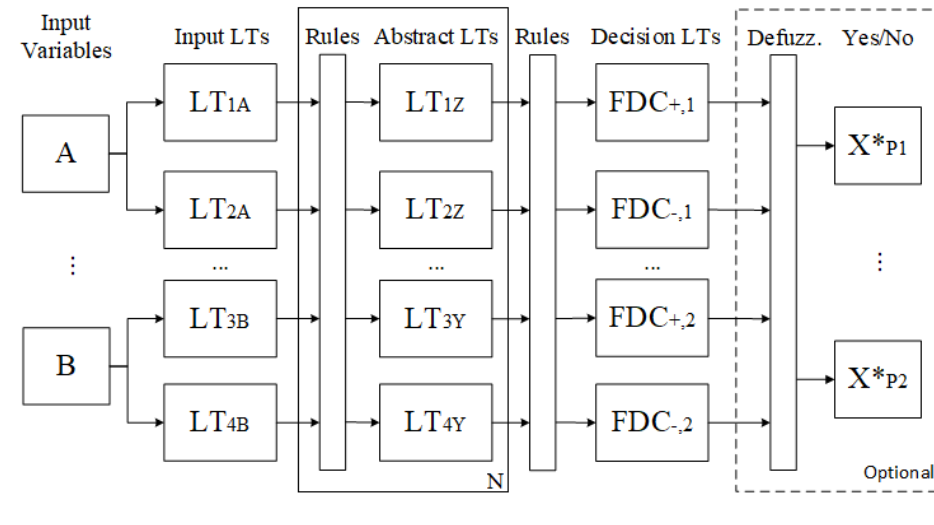 Input
Variables
Input LTs
Rules
Abstract LTs
Rules
Decision LTs
Defuzz.
Yes/No
A
LT1A
LT1Z
FDC+,1
X*P1
LT2A
LT2Z
FDC-,1
⋮
...
...
...
⋮
B
LT3B
LT3Y
FDC+,2
X*P2
LT4B
LT4Y
FDC-,2
N
Optional